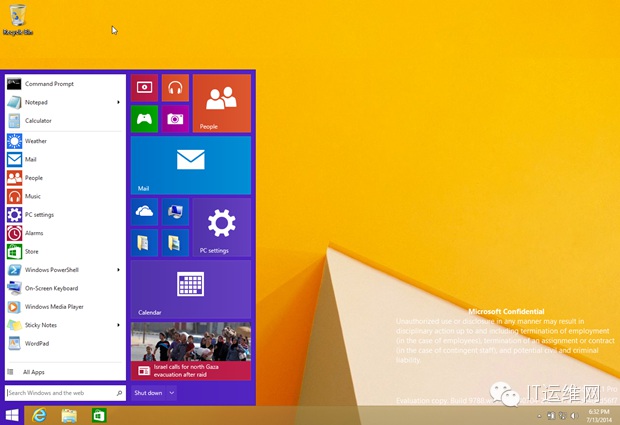 Recycle Bin
Command Prompt
Notepad
Calculator
Weather
Mail
People
Music
PC settings
Alarms
Store
Windows PowerShell
On-Screen Keyboard
Windows Media Player
Sticky Notes
WordPad
All Apps
Search Windows and the web
People
Mail
PC settings
Calendar
Israel calls for north Gaza
evacuation after raid
Shut down
Microsoft Confidential
Unauthorized use or disclosure in any manner may result in
disciplinary action up to and including termination of employment
(in the case of employees), termination of an assignment or contract
(in the case of contingent staff), and potential civil and criminal
liability.
Pro
Evaluation copy. Build 9780
IT运维网
6:32 PM
7/13/2014